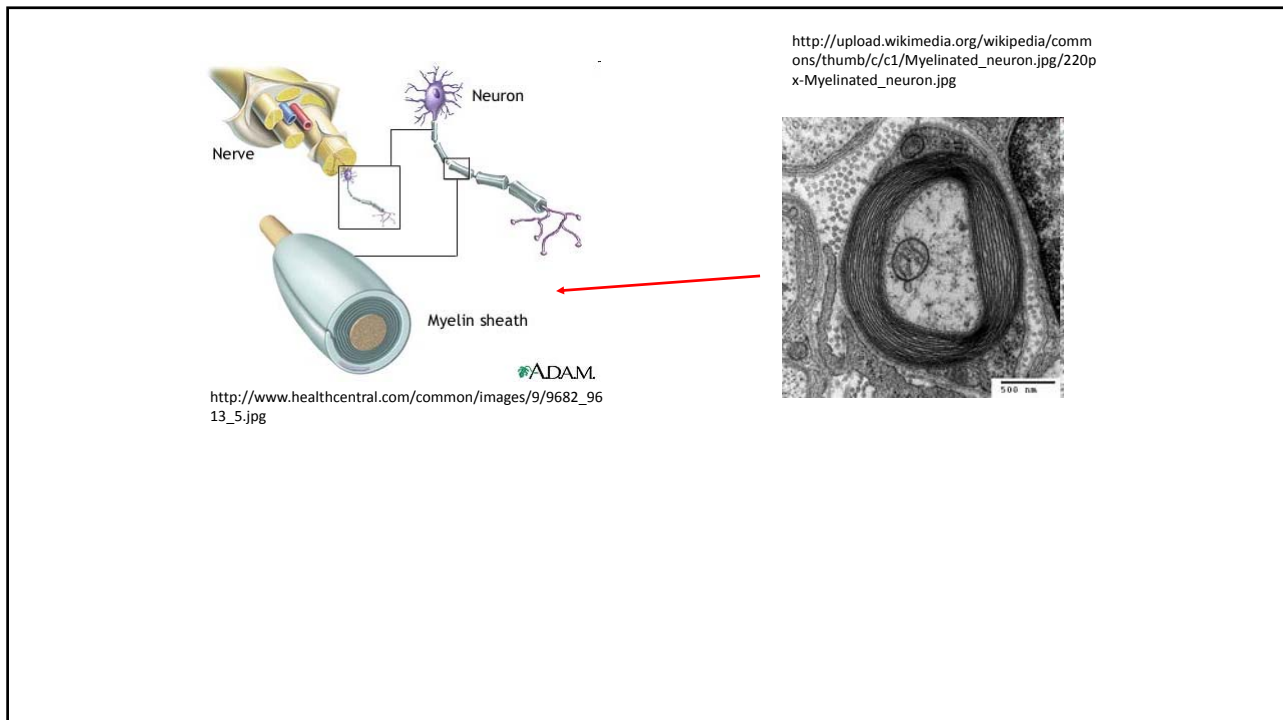 http://upload.wikimedia.org/wikipedia/comm
ons/thumb/c/c1/Myelinated_neuron.jpg/220p
x-Myelinated_neuron.jpg
Neuron
Nerve
Myelin sheath
ADAM.
http://www.healthcentral.com/common/images/9/9682_96
13_5.jpg
500 nm